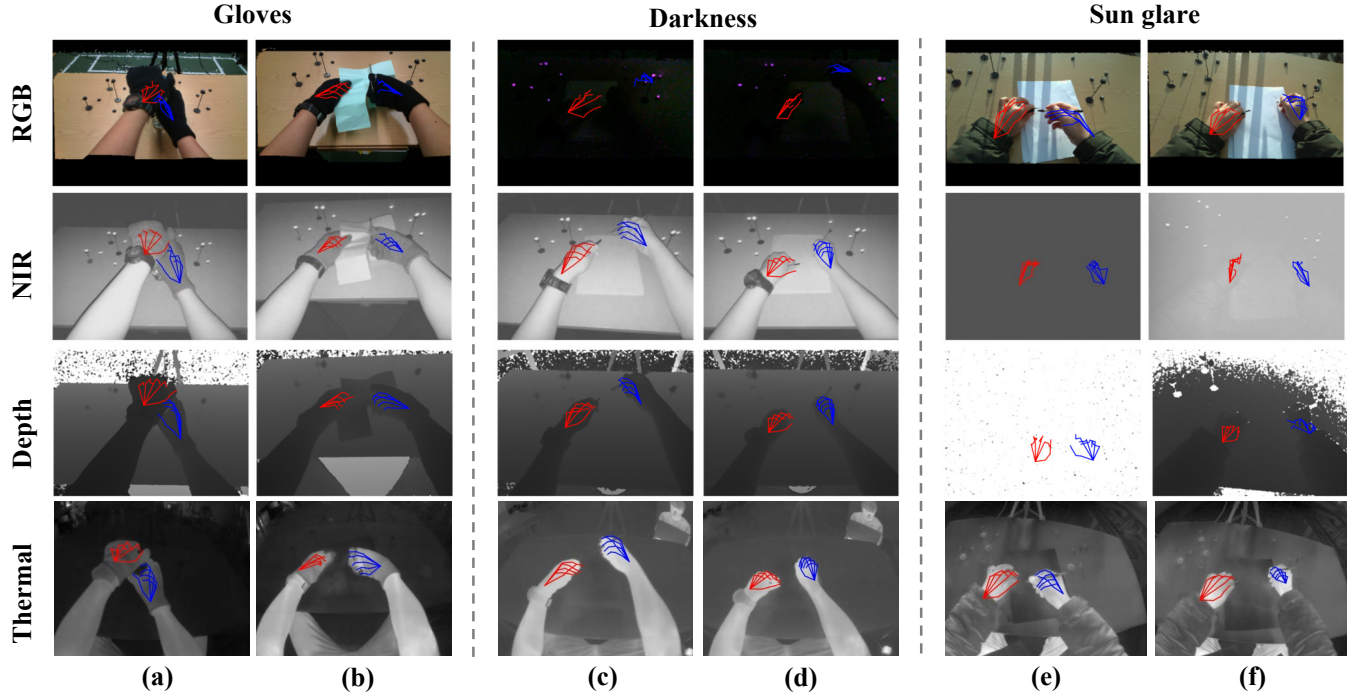 Gloves Darkness Sun glare
RGB
NIR
Depth
Thermal
(a) (b) (c) (d) (e) (f)